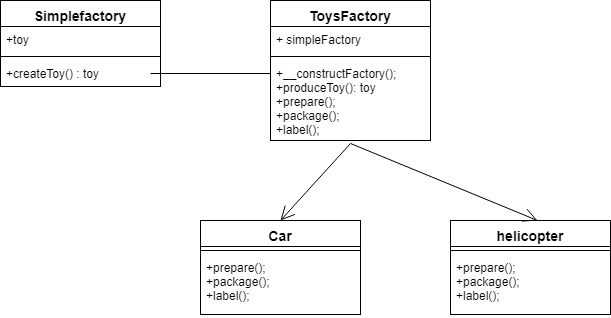 Simplefactory
+toy
+createToy() : toy
ToysFactory
+ simpleFactory
+__constructFactory();
+produceToy(): toy
+prepare();
+package();
+label();
Car
+prepare();
+package();
+label();
helicopter
+prepare();
+package();
+label();